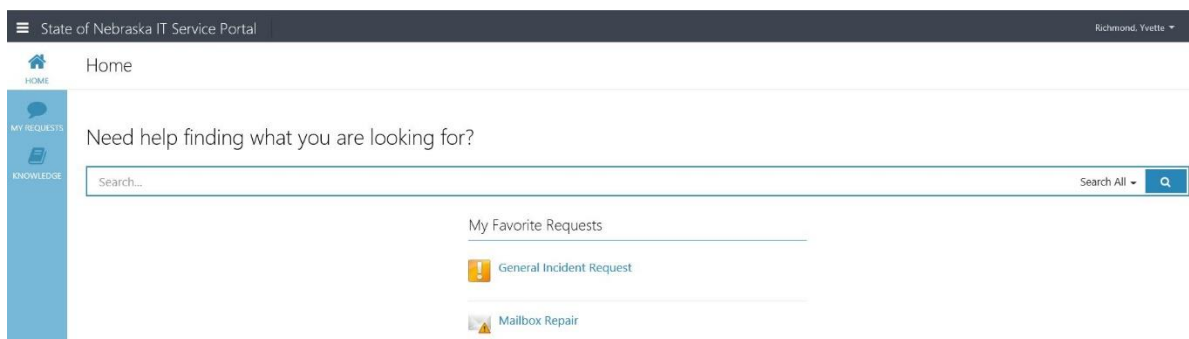 State of Nebraska IT Service Portal
Richmond, Yvette
HOME
Home
MY REQUESTS
KNOWLEDGE
Need help finding what you are looking for?
Search...
Search All
My Favorite Requests
General Incident Request
Mailbox Repair